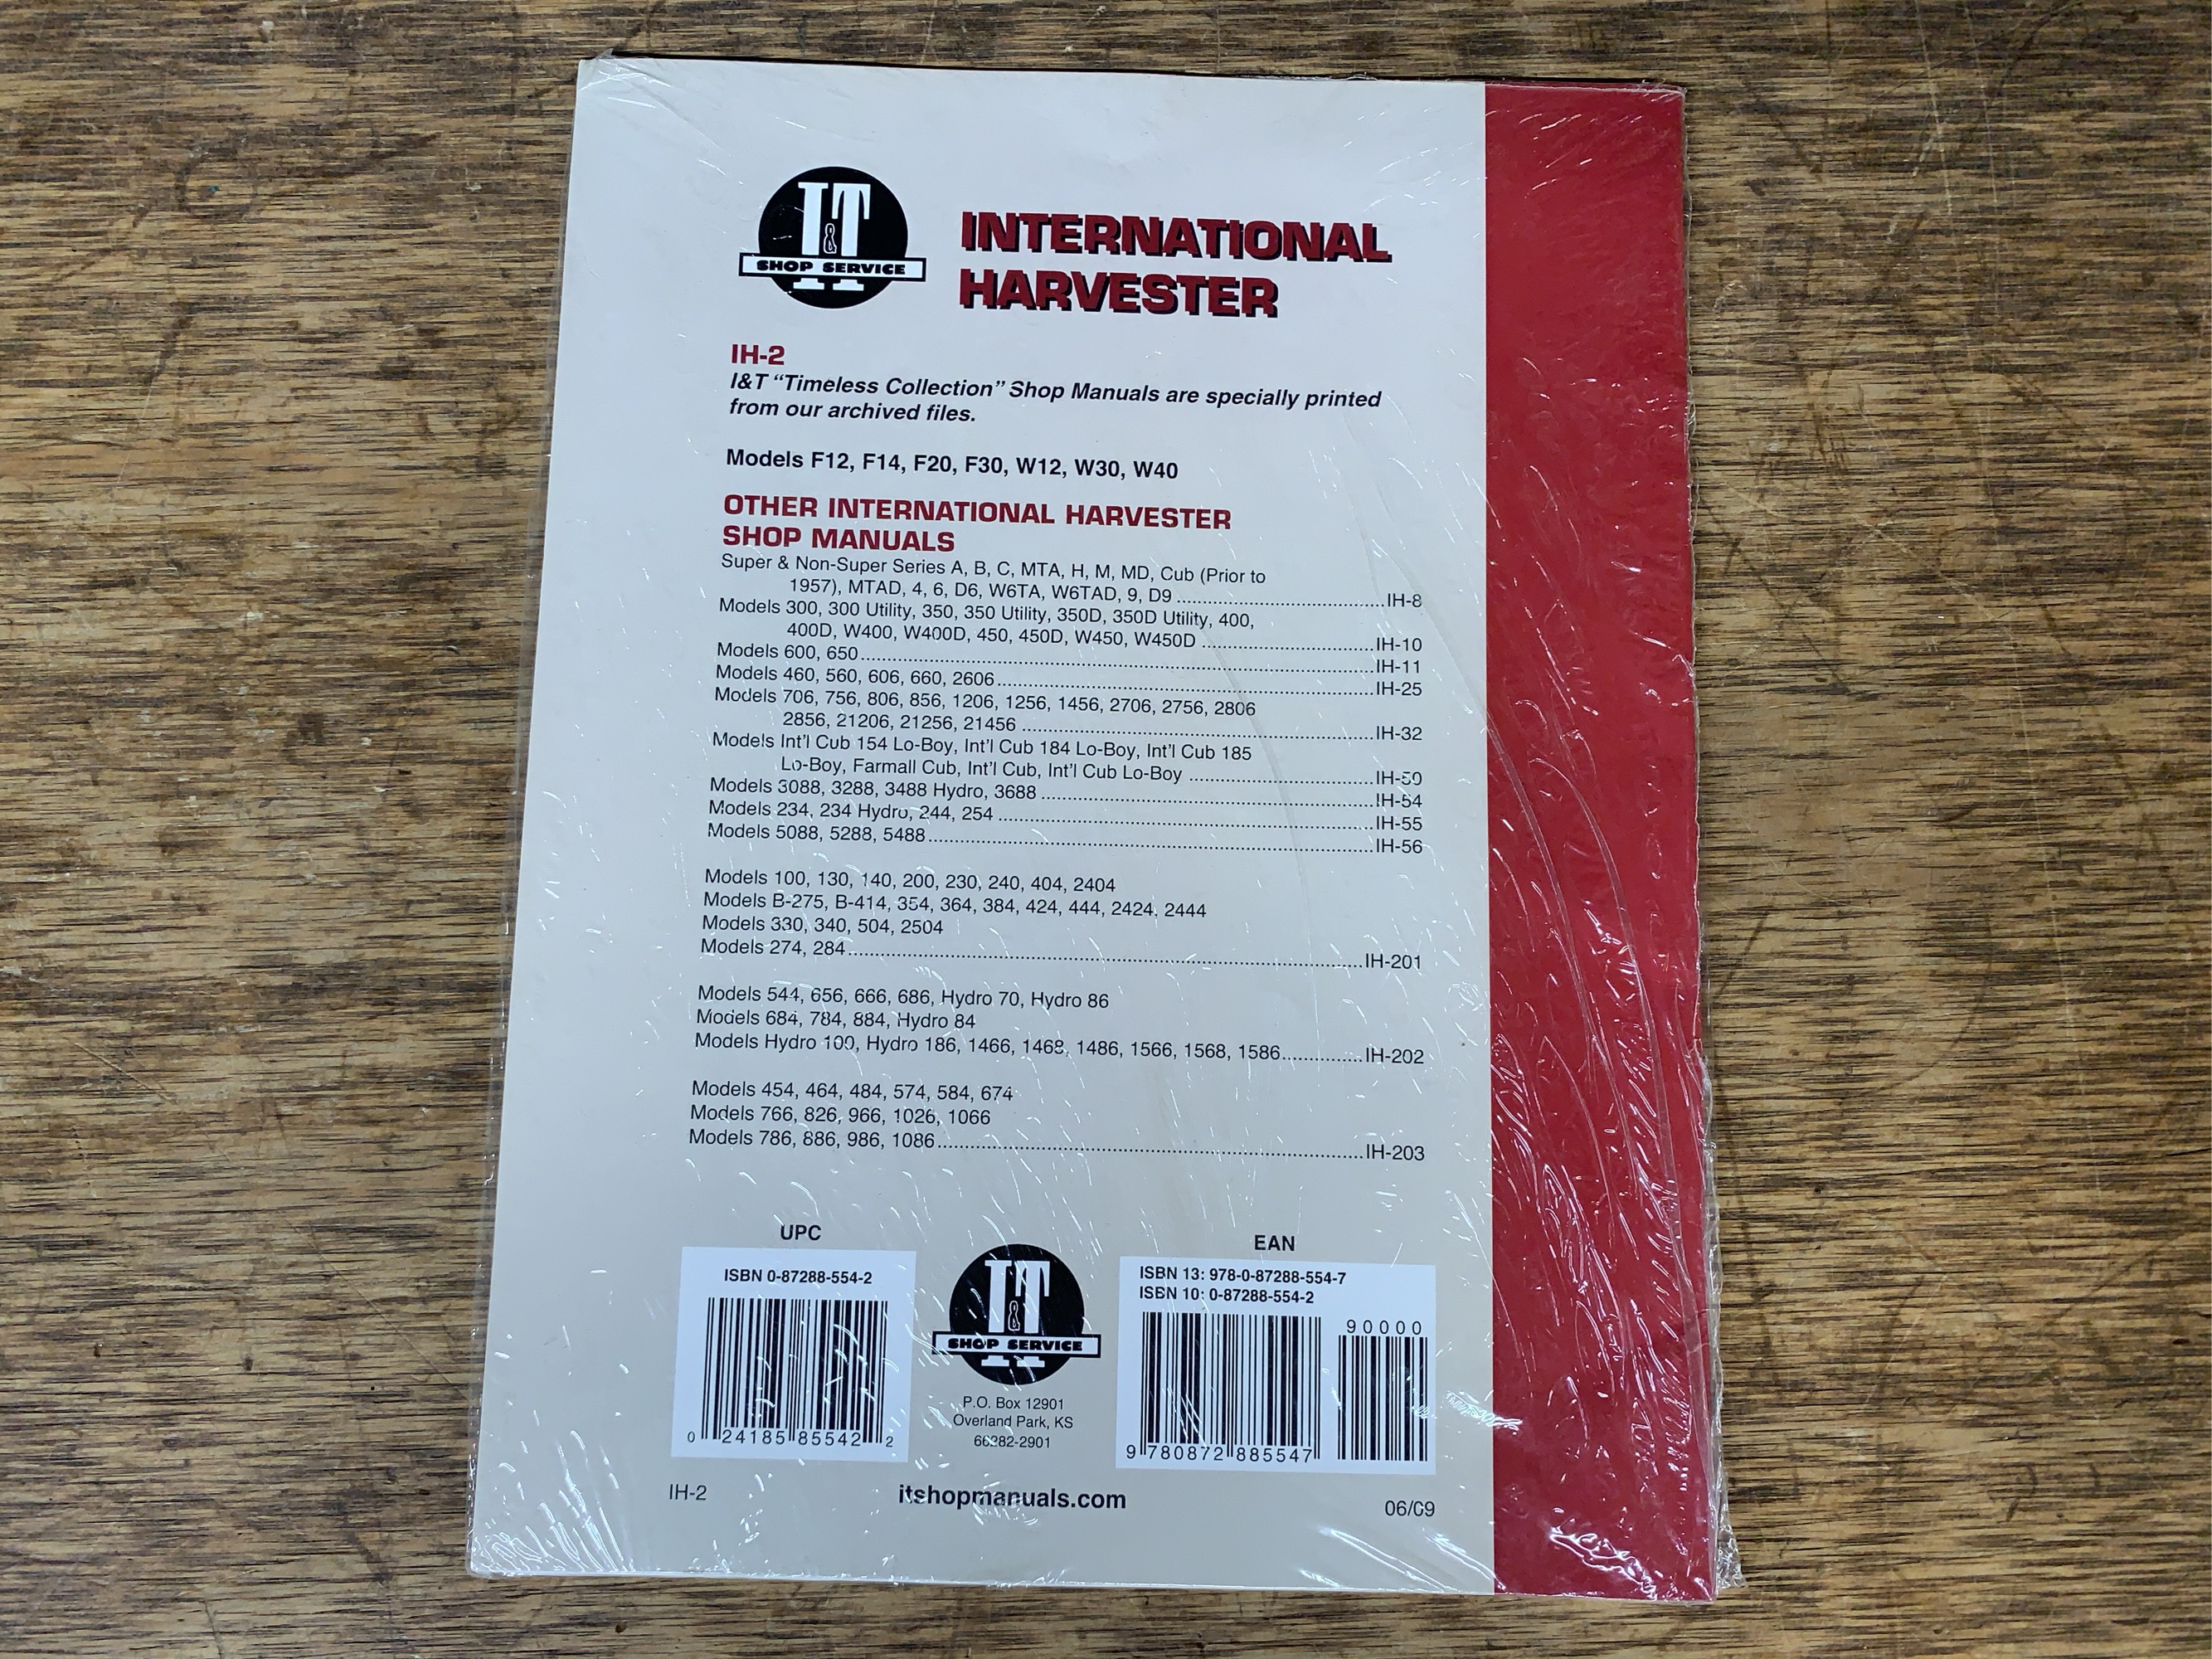 I&T
SHOP SERVICE
INTERNATIONAL
HARVESTER
IH-2
I&T “Timeless Collection” Shop Manuals are specially printed
from our archived files.
Models F12, F14, F20, F30, W12, W30, W40
OTHER INTERNATIONAL HARVESTER
SHOP MANUALS
Super & Non-Super Series A, B, C, MTA, H, M, MD, Cub (Prior to
1957), MTAD, 4, 6, D6, W6TA, W6TAD, 9, D9 ........................................IH-8
Models 300, 300 Utility, 350, 350 Utility, 350D, 350D Utility, 400,
400D, W400, W400D, 450, 450D, W450, W450D ................................IH-10
Models 600, 650..........................................................................................IH-11
Models 460, 560, 606, 660, 2606................................................................IH-25
Models 706, 756, 806, 856, 1206, 1256, 1456, 2706, 2756, 2806
2856, 21206, 21256, 21456 ..................................................................IH-32
Models Int’l Cub 154 Lo-Boy, Int’l Cub 184 Lo-Boy, Int’l Cub 185
Lo-Boy, Farmall Cub, Int’l Cub, Int’l Cub Lo-Boy ..................................IH-50
Models 3088, 3288, 3488 Hydro, 3688 ........................................................IH-54
Models 234, 234 Hydro, 244, 254 ................................................................IH-55
Models 5088, 5288, 5488..............................................................................IH-56
Models 100, 130, 140, 200, 230, 240, 404, 2404
Models B-275, B-414, 354, 364, 384, 424, 444, 2424, 2444
Models 330, 340, 504, 2504
Models 274, 284..........................................................................................IH-201
Models 544, 656, 666, 686, Hydro 70, Hydro 86
Models 684, 784, 884, Hydro 84
Models Hydro 100, Hydro 186, 1466, 1468, 1486, 1566, 1568, 1586..............IH-202
Models 454, 464, 484, 574, 584, 674
Models 766, 826, 966, 1026, 1066
Models 786, 886, 986, 1086..........................................................................IH-203
UPC
ISBN 0-87288-554-2
0 24185 85542 2
I&T
SHOP SERVICE
P.O. Box 12901
Overland Park, KS
66282-2901
EAN
ISBN 13: 978-0-87288-554-7
ISBN 10: 0-87288-554-2
90000
9 780872 885547
IH-2
itshopmanuals.com
06/09